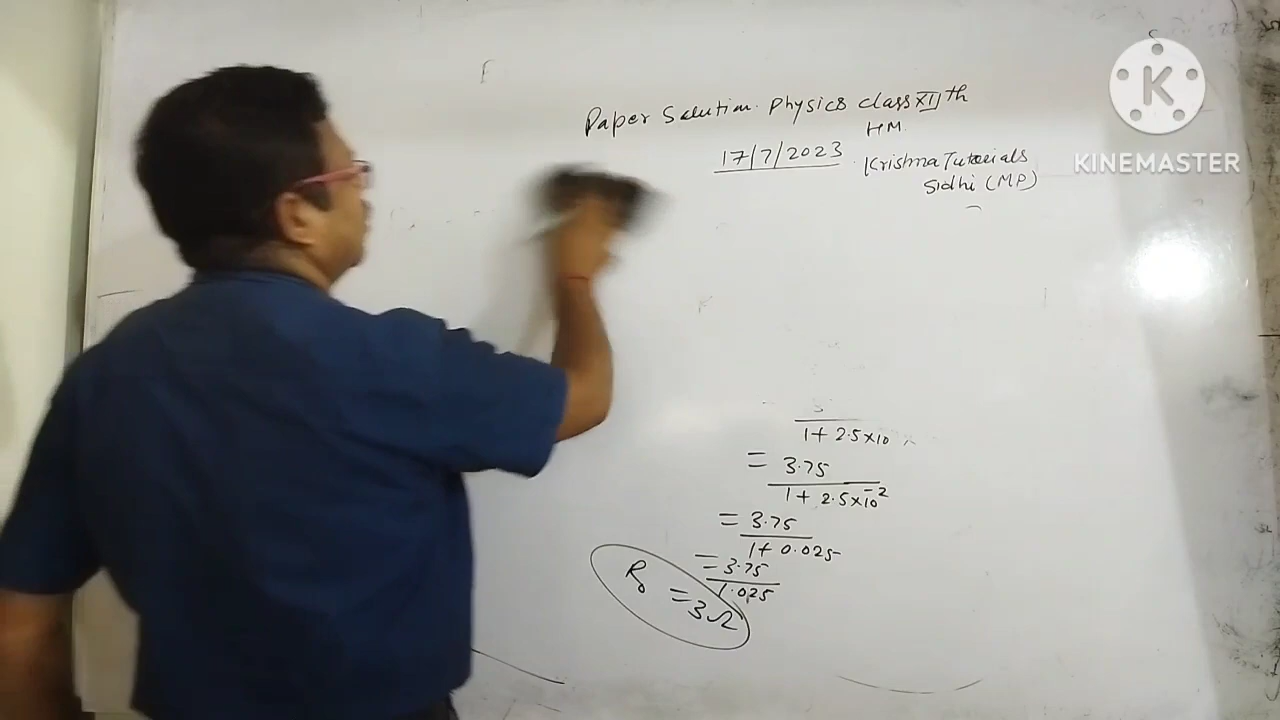 Paper Solution. Physics class XIIth
HM.
17/7/2023
Krishna Tutorials
Sidhi (MP)
K
KINEMASTER
1+ 2.5×10
= 3.75
1+ 2.5×10⁻²
= 3.75
1+ 0.025
= 3.75
1.025
R₀ = 3Ω